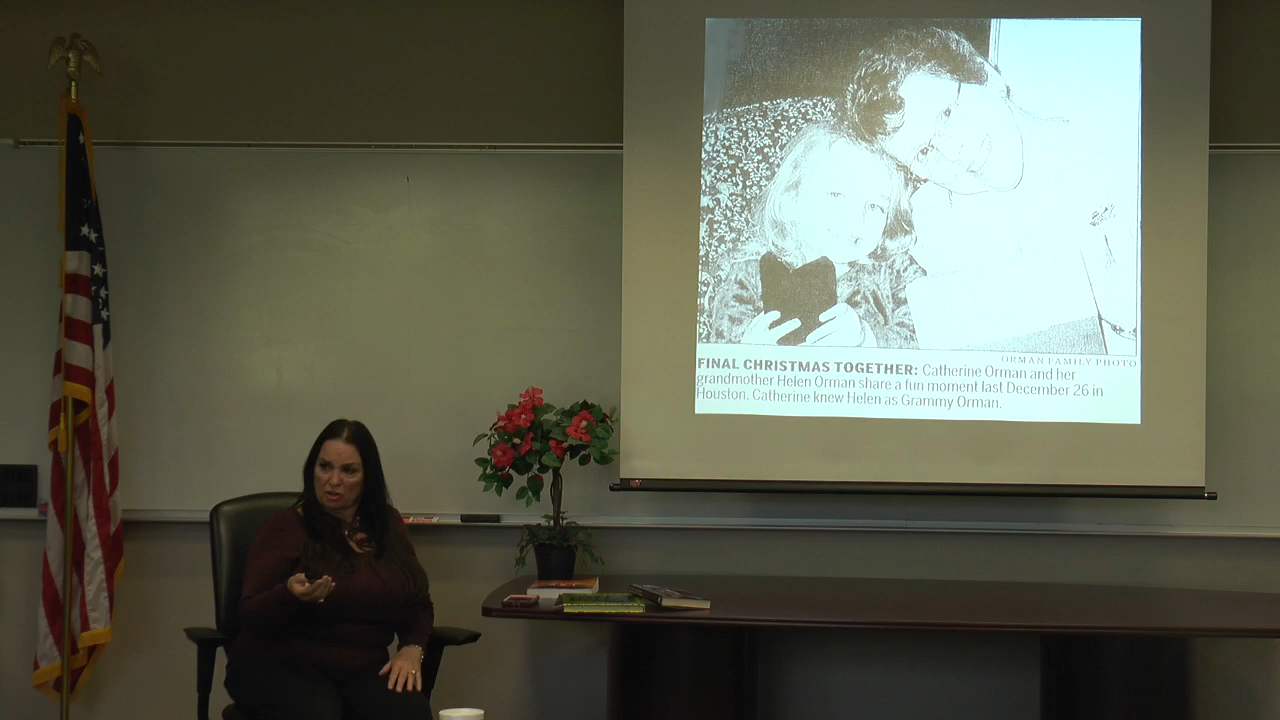 ORMAN FAMILY PHOTO
FINAL CHRISTMAS TOGETHER: Catherine Orman and her
grandmother Helen Orman share a fun moment last December 26 in
Houston. Catherine knew Helen as Grammy Orman.